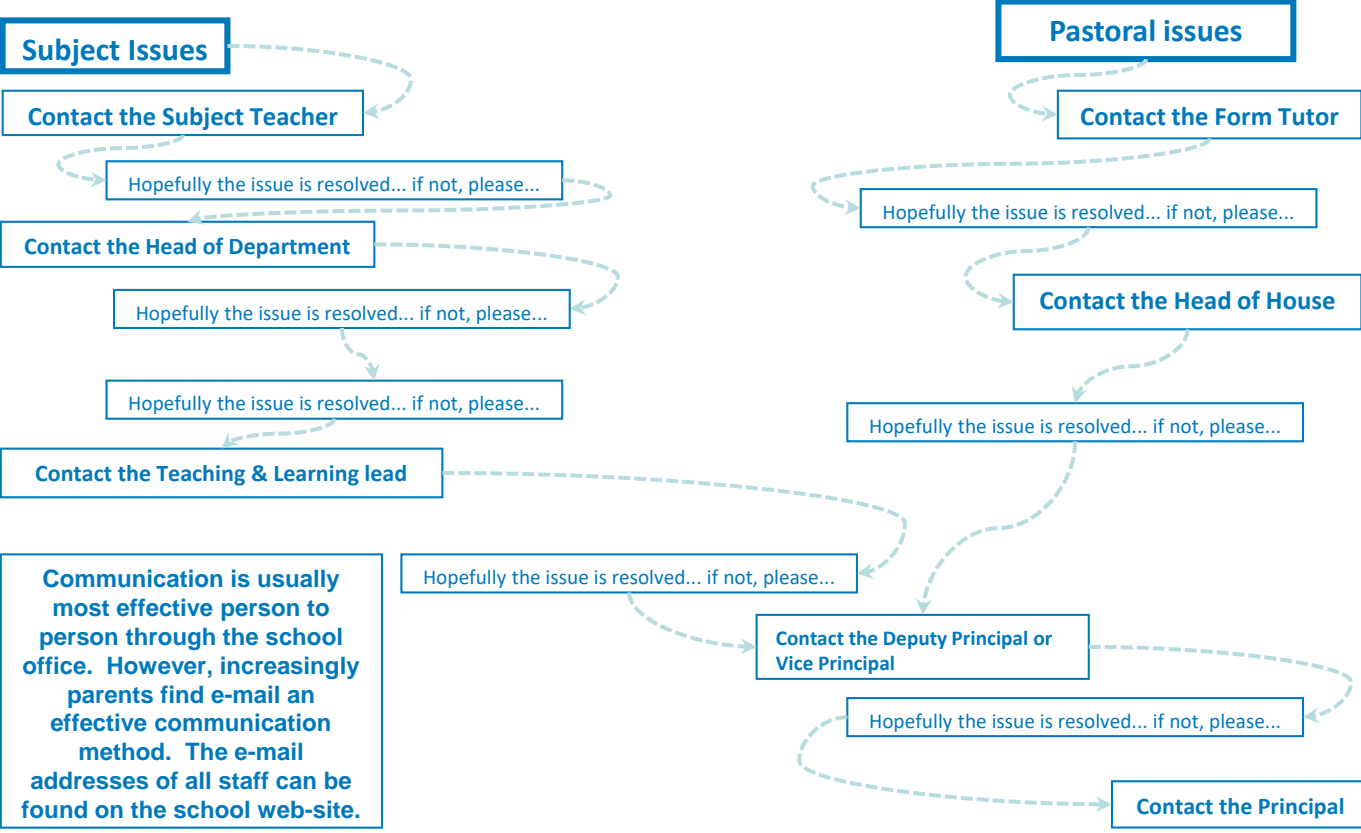 Subject Issues
Contact the Subject Teacher
Hopefully the issue is resolved... if not, please...
Contact the Head of Department
Hopefully the issue is resolved... if not, please...
Hopefully the issue is resolved... if not, please...
Contact the Teaching & Learning lead
Hopefully the issue is resolved... if not, please...
Pastoral issues
Contact the Form Tutor
Hopefully the issue is resolved... if not, please...
Contact the Head of House
Hopefully the issue is resolved... if not, please...
Contact the Deputy Principal or
Vice Principal
Hopefully the issue is resolved... if not, please...
Contact the Principal
Communication is usually
most effective person to
person through the school
office. However, increasingly
parents find e-mail an
effective communication
method. The e-mail
addresses of all staff can be
found on the school web-site.